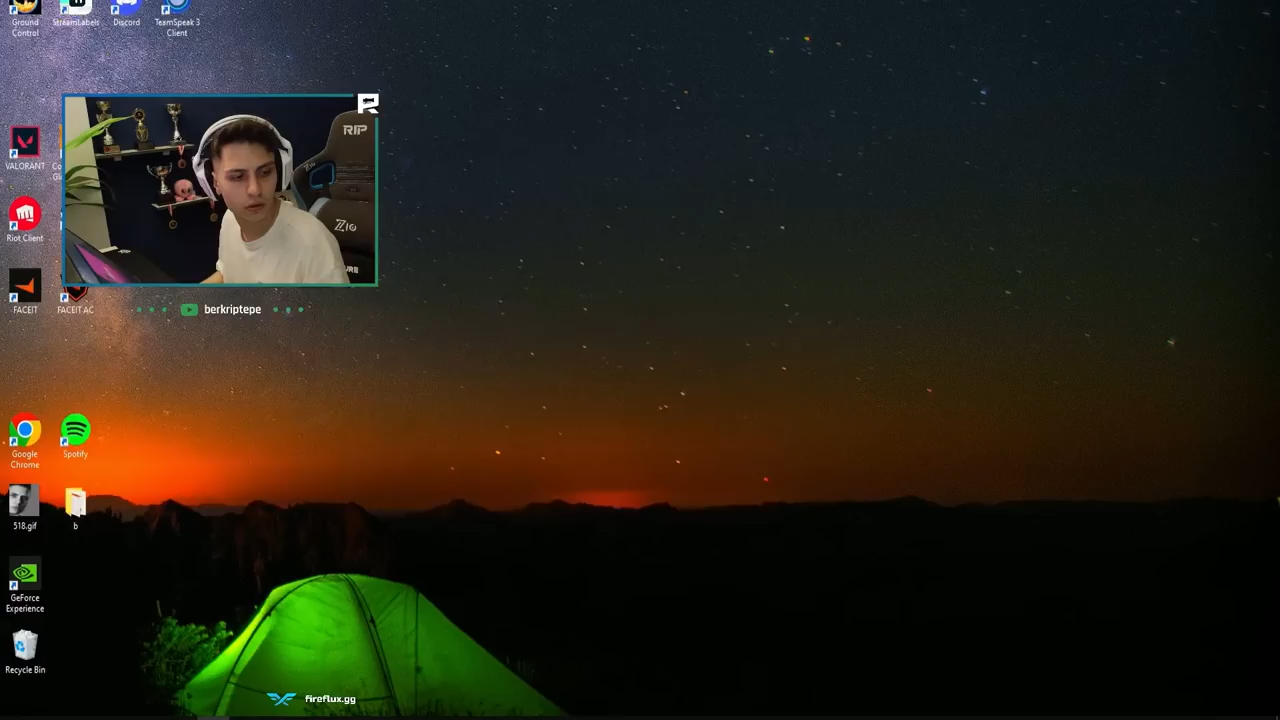 Ground
Control
StreamLabels
Discord
TeamSpeak 3
Client
RIP
VALORANT
Zio
Riot Client
FACEIT
FACEIT AC
berkriptepe
Google
Chrome
Spotify
518.gif
b
GeForce
Experience
Recycle Bin
fireflux.gg